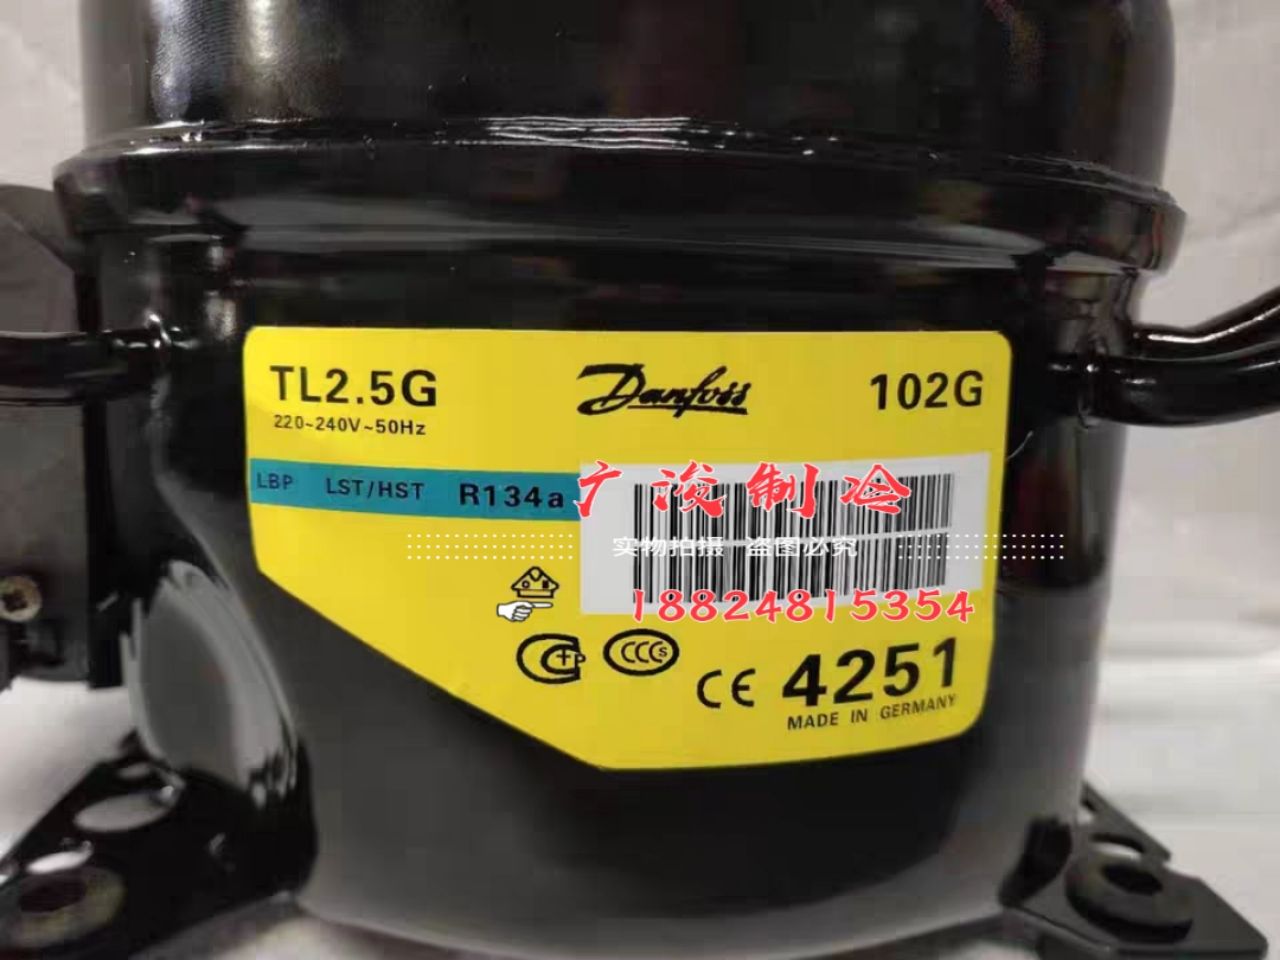 TL2.5G
Danfoss
102G
220~240V~50Hz
LBP LST/HST R134a
广浚制冷
实物拍摄 盗图必究
18824815354
CCCS
CE 4251
MADE IN GERMANY